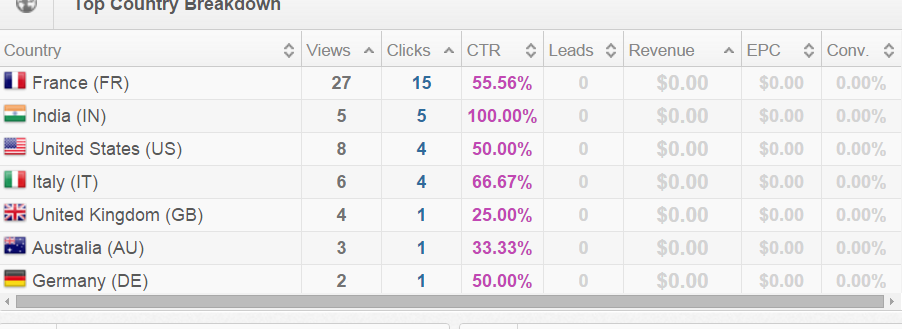 Top Country Breakdown
Country Views Clicks CTR Leads Revenue EPC Conv.
France (FR) 27 15 55.56% 0 $0.00 $0.00 0.00%
India (IN) 5 5 100.00% 0 $0.00 $0.00 0.00%
United States (US) 8 4 50.00% 0 $0.00 $0.00 0.00%
Italy (IT) 6 4 66.67% 0 $0.00 $0.00 0.00%
United Kingdom (GB) 4 1 25.00% 0 $0.00 $0.00 0.00%
Australia (AU) 3 1 33.33% 0 $0.00 $0.00 0.00%
Germany (DE) 2 1 50.00% 0 $0.00 $0.00 0.00%